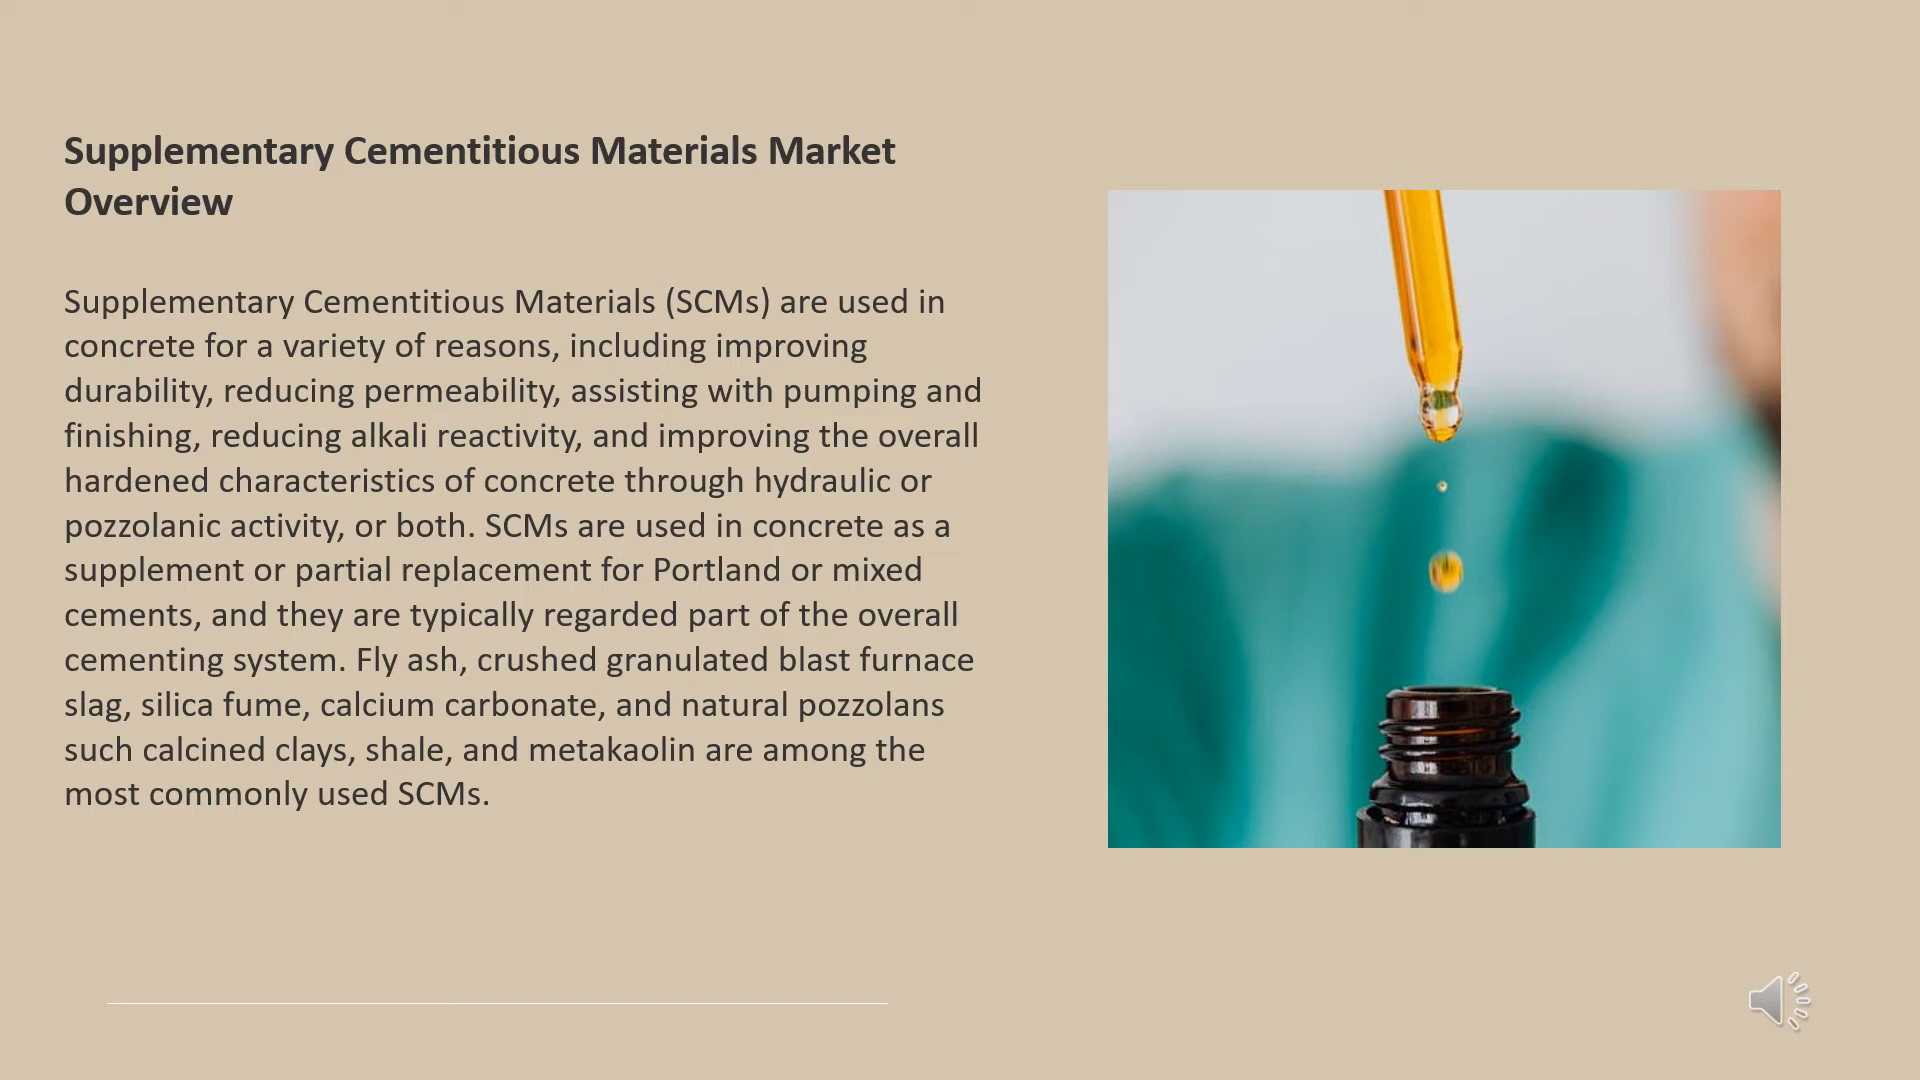 Supplementary Cementitious Materials Market
Overview
Supplementary Cementitious Materials (SCMs) are used in
concrete for a variety of reasons, including improving
durability, reducing permeability, assisting with pumping and
finishing, reducing alkali reactivity, and improving the overall
hardened characteristics of concrete through hydraulic or
pozzolanic activity, or both. SCMs are used in concrete as a
supplement or partial replacement for Portland or mixed
cements, and they are typically regarded part of the overall
cementing system. Fly ash, crushed granulated blast furnace
slag, silica fume, calcium carbonate, and natural pozzolans
such calcined clays, shale, and metakaolin are among the
most commonly used SCMs.